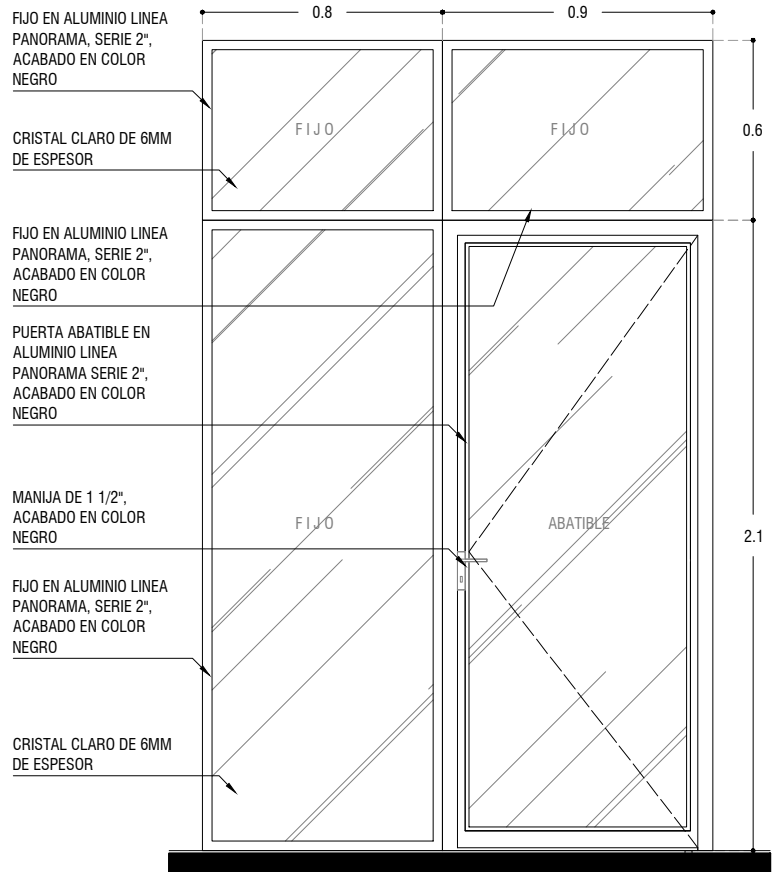 0.8
0.9
FIJO EN ALUMINIO LINEA
PANORAMA, SERIE 2",
ACABADO EN COLOR
NEGRO
CRISTAL CLARO DE 6MM
DE ESPESOR
FIJO
FIJO
0.6
FIJO EN ALUMINIO LINEA
PANORAMA, SERIE 2",
ACABADO EN COLOR
NEGRO
PUERTA ABATIBLE EN
ALUMINIO LINEA
PANORAMA SERIE 2",
ACABADO EN COLOR
NEGRO
MANIJA DE 1 1/2",
ACABADO EN COLOR
NEGRO
FIJO
ABATIBLE
2.1
FIJO EN ALUMINIO LINEA
PANORAMA, SERIE 2",
ACABADO EN COLOR
NEGRO
CRISTAL CLARO DE 6MM
DE ESPESOR